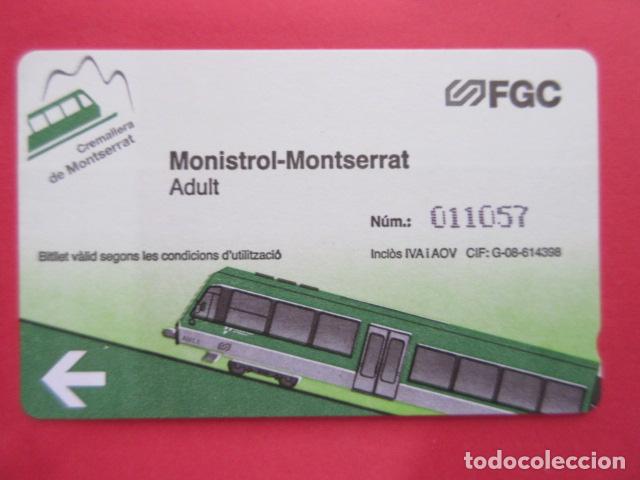 Cremallera
de Montserrat
FGC
Monistrol-Montserrat
Adult
Núm.: 011057
Bitllet vàlid segons les condicions d'utilització
Inclòs IVA i AOV CIF: G-08-614398
todocoleccion